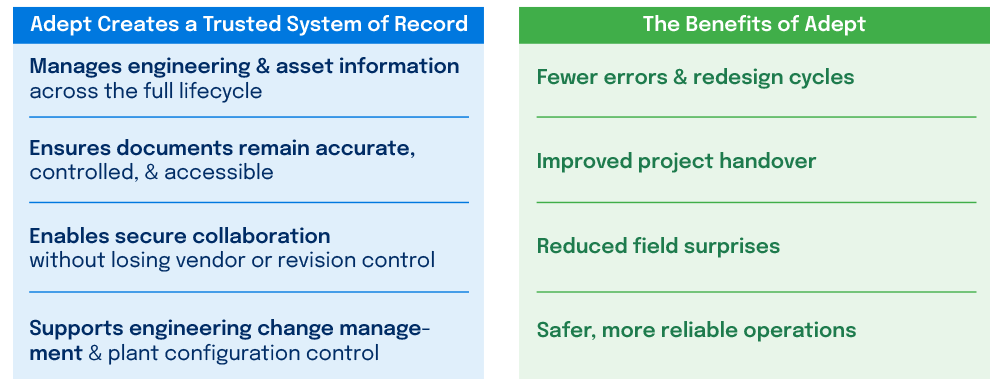 Adept Creates a Trusted System of Record
Manages engineering & asset information
across the full lifecycle
Ensures documents remain accurate,
controlled, & accessible
Enables secure collaboration
without losing vendor or revision control
Supports engineering change manage-
ment & plant configuration control
The Benefits of Adept
Fewer errors & redesign cycles
Improved project handover
Reduced field surprises
Safer, more reliable operations